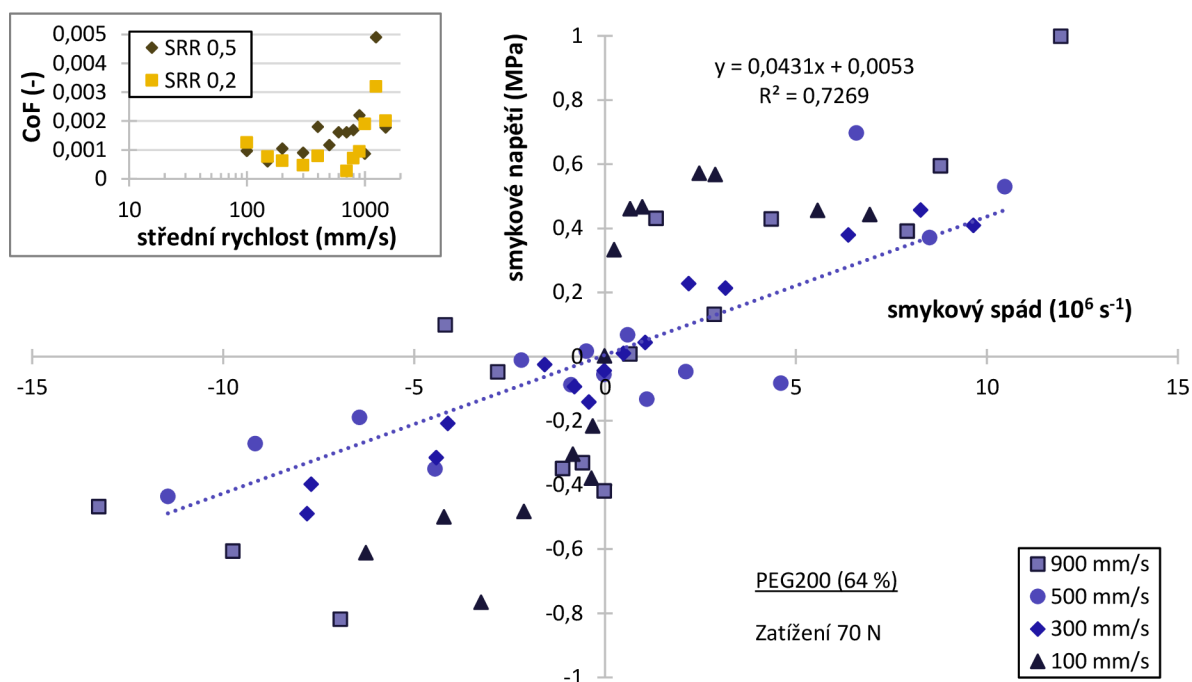 0,005
0,004
0,003
0,002
0,001
0
CoF (-)
SRR 0,5
SRR 0,2
10
100
1000
střední rychlost (mm/s)
smykové napětí (MPa)
y = 0,0431x + 0,0053
R² = 0,7269
1
0,8
0,6
0,4
0,2
0
-0,2
-0,4
-0,6
-0,8
-1
smykový spád (10⁶ s⁻¹)
-15
-10
-5
0
5
10
15
PEG200 (64 %)
Zatížení 70 N
900 mm/s
500 mm/s
300 mm/s
100 mm/s